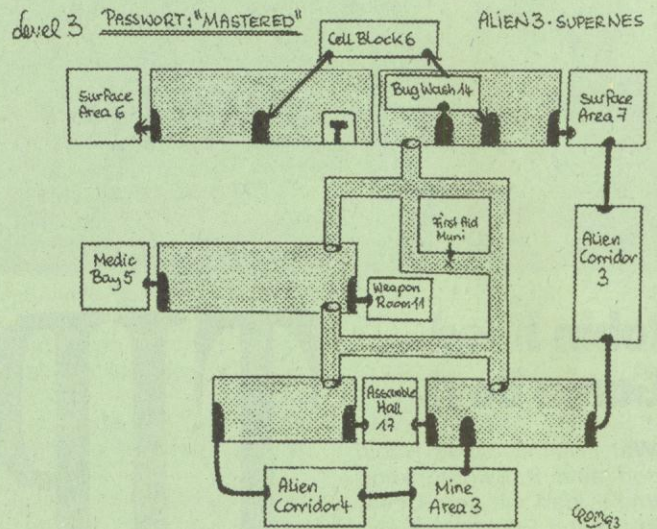 Level 3 PASSWORT: "MASTERED" ALIEN 3 · SUPER NES
Cell Block 6
Surface
Area 6
Bug Wash 14
Surface
Area 7
First Aid
Muni
Alien
Corridor
3
Medic
Bay 5
Weapon
Room 11
Assemble
Hall
17
Alien
Corridor 4
Mine
Area 3